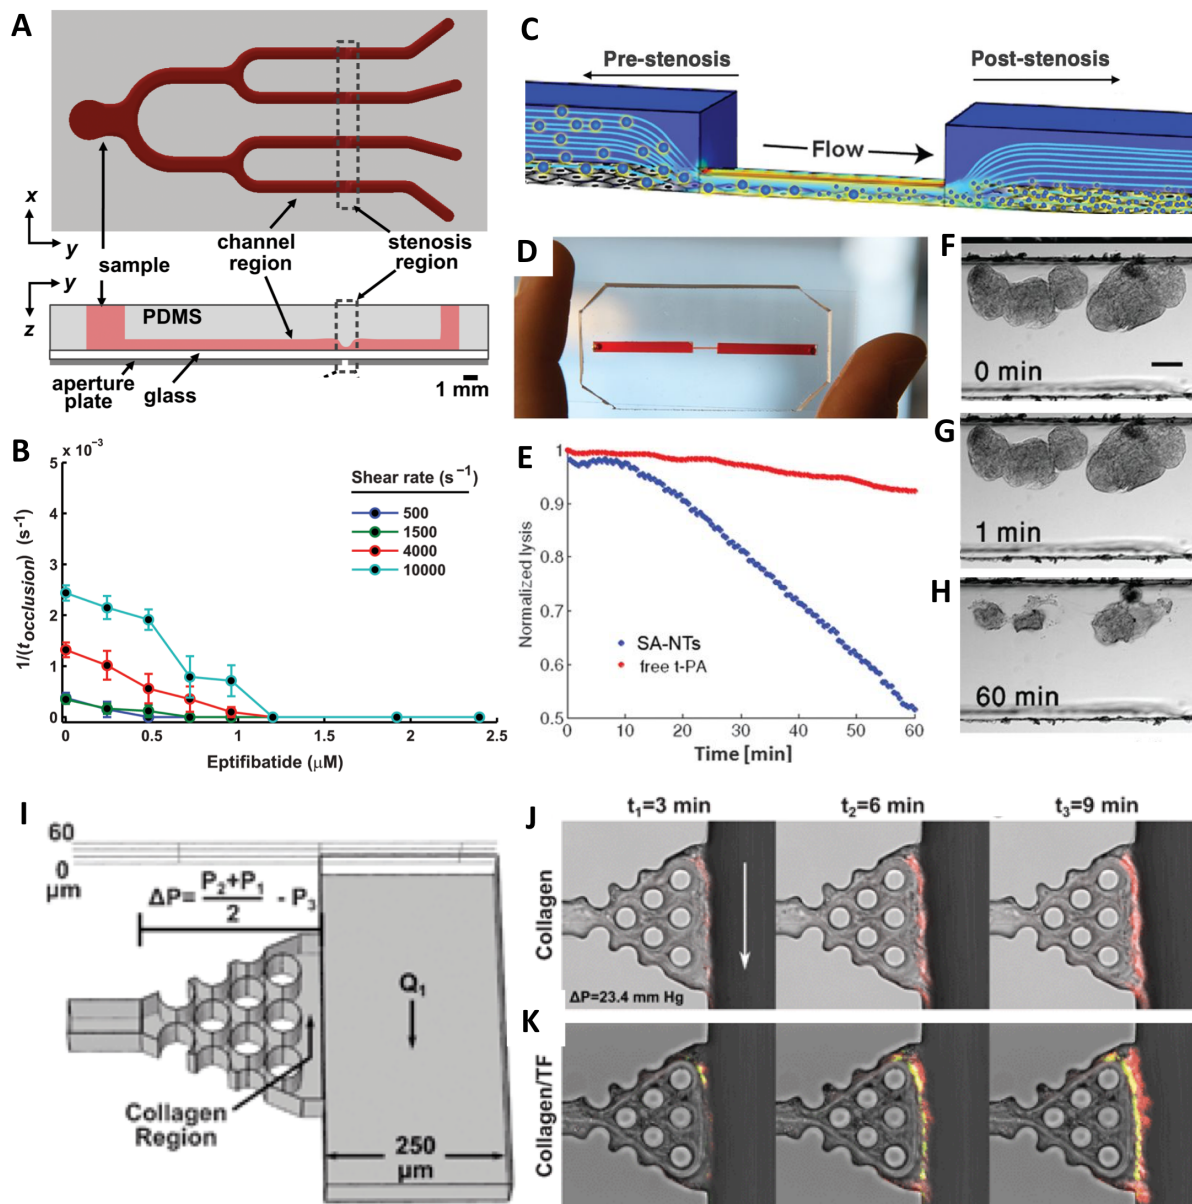 A
x
y
sample
channel
region
stenosis
region
y
z
PDMS
aperture
plate
glass
1 mm
B
x 10⁻³
1/(t_occlusion) (s⁻¹)
5
4
3
2
1
0
Shear rate (s⁻¹)
500
1500
4000
10000
0 0.5 1 1.5 2 2.5
Eptifibatide (μM)
C
Pre-stenosis
Post-stenosis
Flow
D
E
Normalized lysis
1
0.9
0.8
0.7
0.6
0.5
SA-NTs
free t-PA
0 10 20 30 40 50 60
Time [min]
F
0 min
G
1 min
H
60 min
I
60
0
μm
ΔP= P₂+P₁/2 - P₃
Q₁
Collagen
Region
250
μm
t₁=3 min t₂=6 min t₃=9 min
J
Collagen
ΔP=23.4 mm Hg
K
Collagen/TF